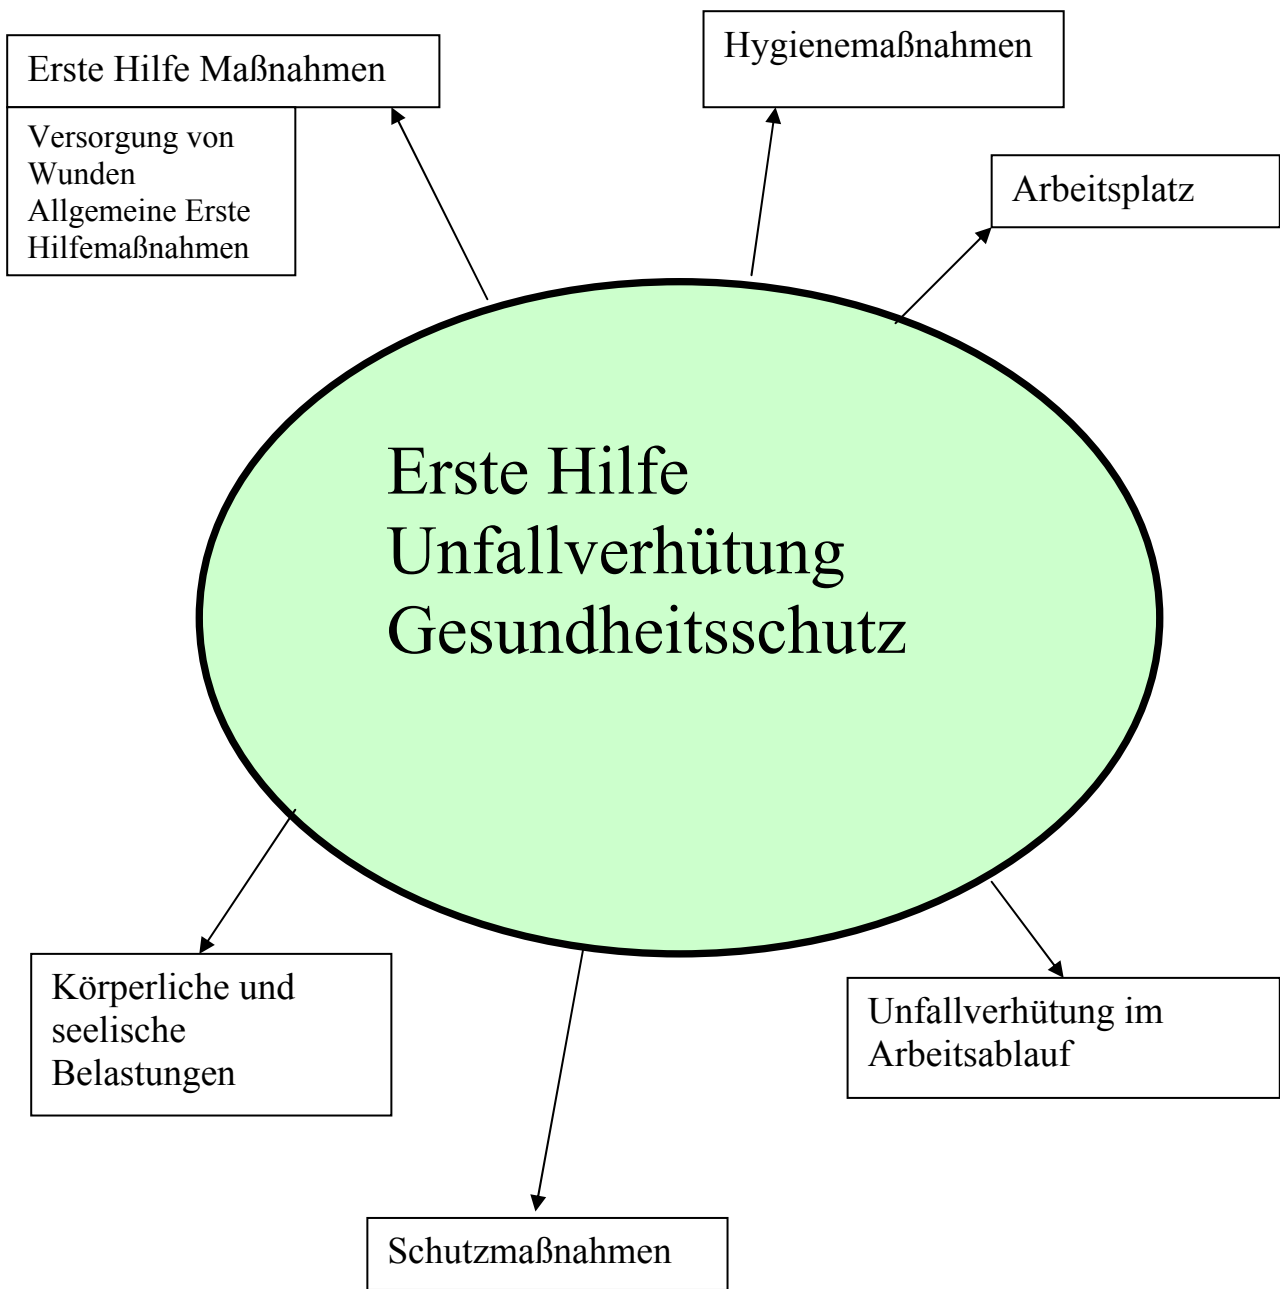 Erste Hilfe Maßnahmen
Versorgung von
Wunden
Allgemeine Erste
Hilfemaßnahmen
Hygienemaßnahmen
Arbeitsplatz
Erste Hilfe
Unfallverhütung
Gesundheitsschutz
Körperliche und
seelische
Belastungen
Unfallverhütung im
Arbeitsablauf
Schutzmaßnahmen